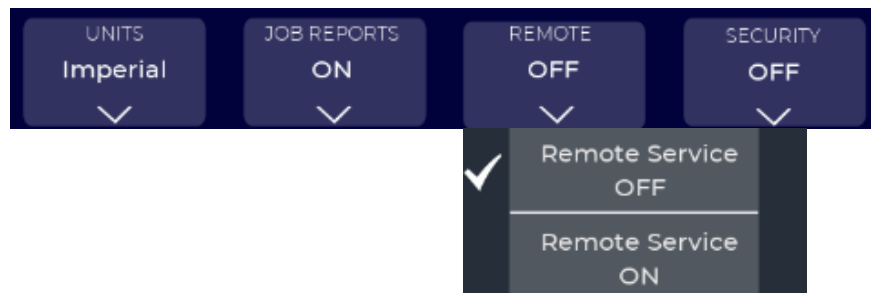 UNITS JOB REPORTS REMOTE SECURITY
Imperial ON OFF OFF
Remote Service
OFF
Remote Service
ON